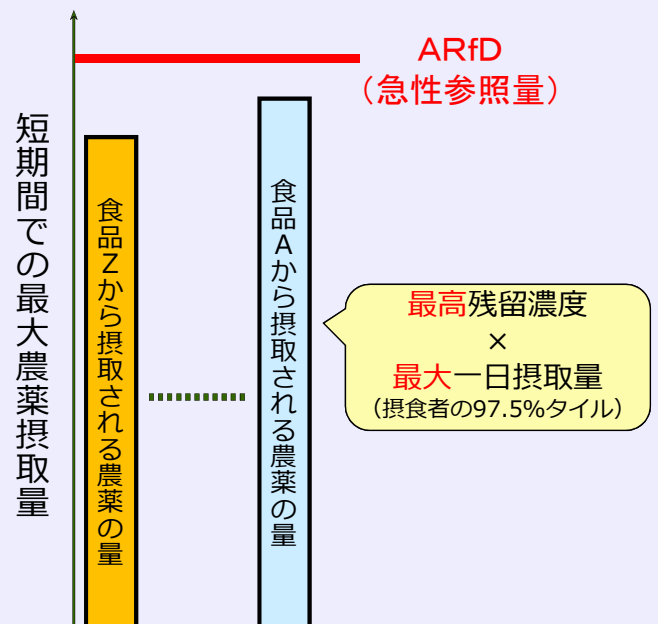 ARfD
（急性参照量）
短期間での最大農薬摂取量
食品Ｚから摂取される農薬の量
食品Ａから摂取される農薬の量
最高残留濃度
×
最大一日摂取量
（摂食者の97.5%タイル）